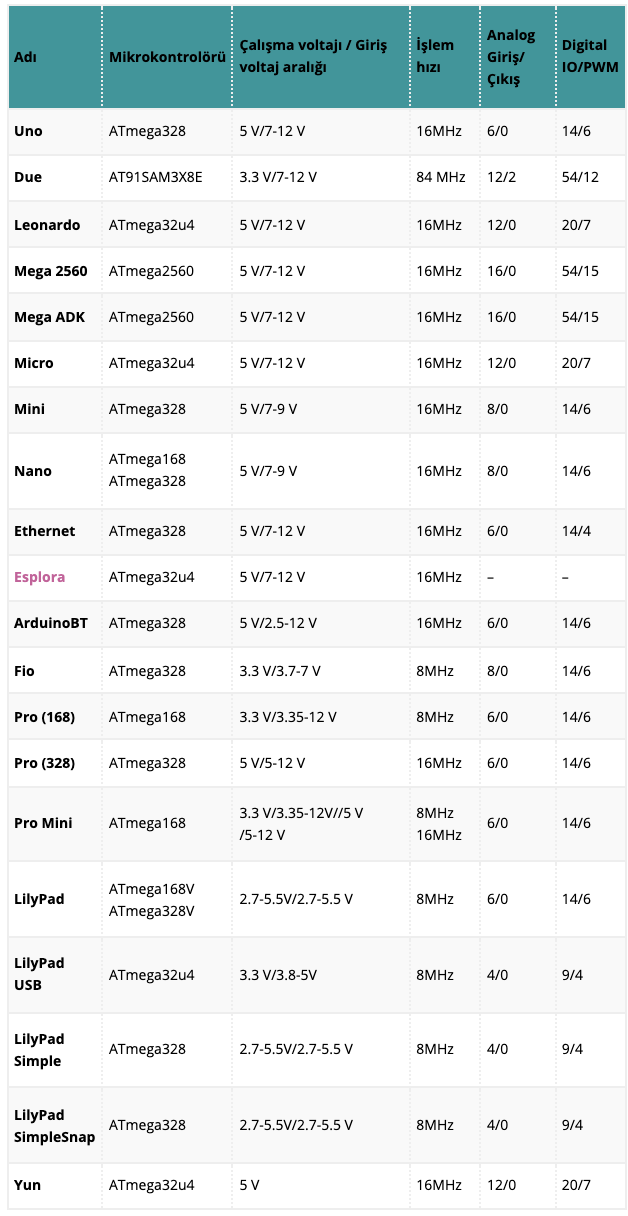 Adı Mikrokontrolörü Çalışma voltajı / Giriş voltaj aralığı İşlem hızı Analog Giriş/ Çıkış Digital IO/PWM
Uno ATmega328 5 V/7-12 V 16MHz 6/0 14/6
Due AT91SAM3X8E 3.3 V/7-12 V 84 MHz 12/2 54/12
Leonardo ATmega32u4 5 V/7-12 V 16MHz 12/0 20/7
Mega 2560 ATmega2560 5 V/7-12 V 16MHz 16/0 54/15
Mega ADK ATmega2560 5 V/7-12 V 16MHz 16/0 54/15
Micro ATmega32u4 5 V/7-12 V 16MHz 12/0 20/7
Mini ATmega328 5 V/7-9 V 16MHz 8/0 14/6
Nano ATmega168 ATmega328 5 V/7-9 V 16MHz 8/0 14/6
Ethernet ATmega328 5 V/7-12 V 16MHz 6/0 14/4
Esplora ATmega32u4 5 V/7-12 V 16MHz – –
ArduinoBT ATmega328 5 V/2.5-12 V 16MHz 6/0 14/6
Fio ATmega328 3.3 V/3.7-7 V 8MHz 8/0 14/6
Pro (168) ATmega168 3.3 V/3.35-12 V 8MHz 6/0 14/6
Pro (328) ATmega328 5 V/5-12 V 16MHz 6/0 14/6
Pro Mini ATmega168 3.3 V/3.35-12V//5 V /5-12 V 8MHz 16MHz 6/0 14/6
LilyPad ATmega168V ATmega328V 2.7-5.5V/2.7-5.5 V 8MHz 6/0 14/6
LilyPad USB ATmega32u4 3.3 V/3.8-5V 8MHz 4/0 9/4
LilyPad Simple ATmega328 2.7-5.5V/2.7-5.5 V 8MHz 4/0 9/4
LilyPad SimpleSnap ATmega328 2.7-5.5V/2.7-5.5 V 8MHz 4/0 9/4
Yun ATmega32u4 5 V 16MHz 12/0 20/7